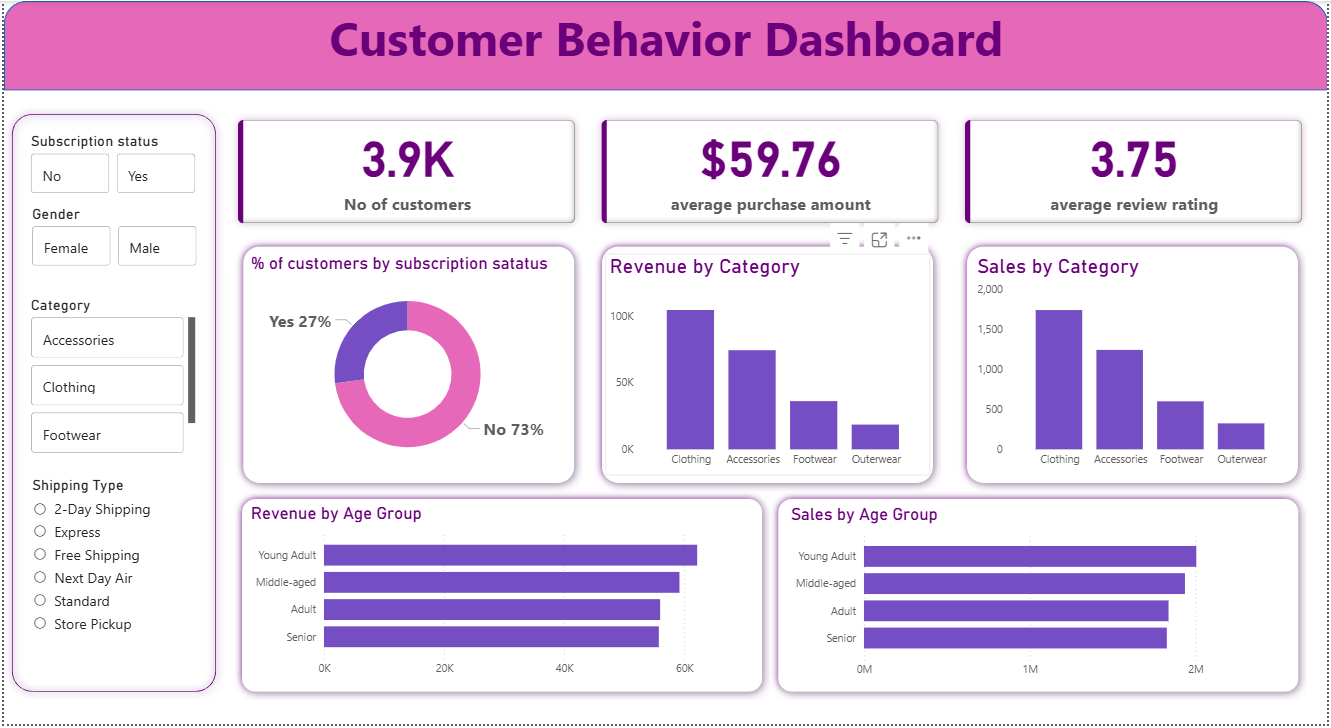 Customer Behavior Dashboard
Subscription status
No
Yes
Gender
Female
Male
Category
Accessories
Clothing
Footwear
Shipping Type
2-Day Shipping
Express
Free Shipping
Next Day Air
Standard
Store Pickup
3.9K
No of customers
$59.76
average purchase amount
3.75
average review rating
% of customers by subscription satatus
Yes 27%
No 73%
Revenue by Category
100K
50K
0K
Clothing
Accessories
Footwear
Outerwear
Sales by Category
2,000
1,500
1,000
500
0
Clothing
Accessories
Footwear
Outerwear
Revenue by Age Group
Young Adult
Middle-aged
Adult
Senior
0K
20K
40K
60K
Sales by Age Group
Young Adult
Middle-aged
Adult
Senior
0M
1M
2M